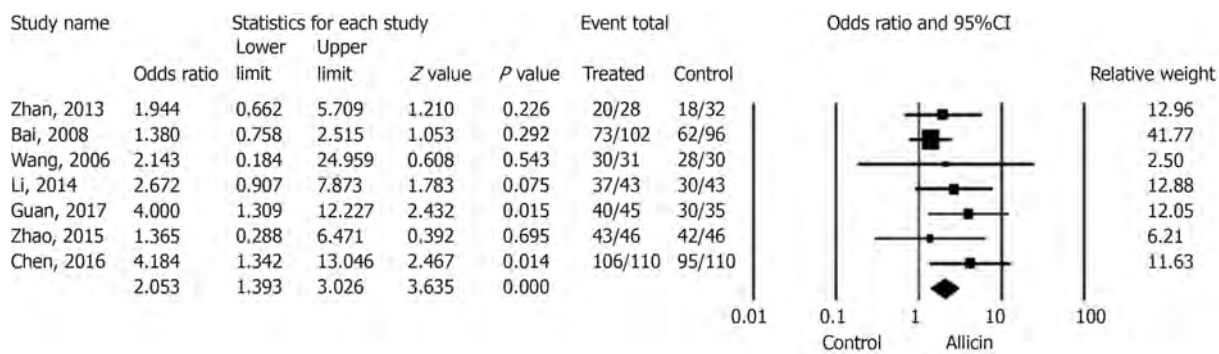 Study name Statistics for each study Event total Odds ratio and 95%CI
Lower Upper
Odds ratio limit limit Z value P value Treated Control Relative weight
Zhan, 2013 1.944 0.662 5.709 1.210 0.226 20/28 18/32 12.96
Bai, 2008 1.380 0.758 2.515 1.053 0.292 73/102 62/96 41.77
Wang, 2006 2.143 0.184 24.959 0.608 0.543 30/31 28/30 2.50
Li, 2014 2.672 0.907 7.873 1.783 0.075 37/43 30/43 12.88
Guan, 2017 4.000 1.309 12.227 2.432 0.015 40/45 30/35 12.05
Zhao, 2015 1.365 0.288 6.471 0.392 0.695 43/46 42/46 6.21
Chen, 2016 4.184 1.342 13.046 2.467 0.014 106/110 95/110 11.63
2.053 1.393 3.026 3.635 0.000
0.01 0.1 1 10 100
Control Allicin